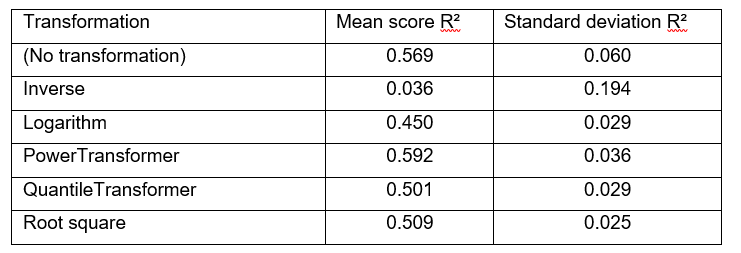 Transformation Mean score R² Standard deviation R²
(No transformation) 0.569 0.060
Inverse 0.036 0.194
Logarithm 0.450 0.029
PowerTransformer 0.592 0.036
QuantileTransformer 0.501 0.029
Root square 0.509 0.025